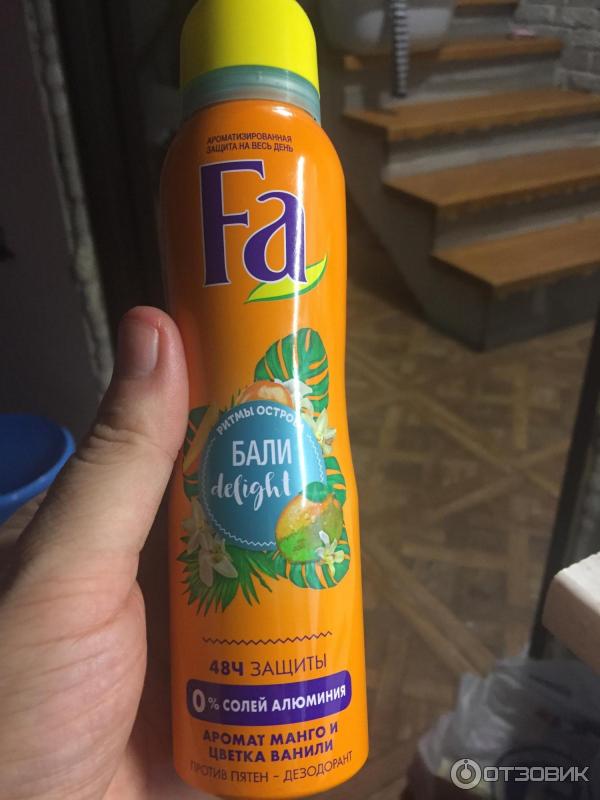 АРОМАТИЗИРОВАННАЯ
ЗАЩИТА НА ВЕСЬ ДЕНЬ
Fa
РИТМЫ ОСТРОВ
БАЛИ
delight
48Ч ЗАЩИТЫ
0% СОЛЕЙ АЛЮМИНИЯ
АРОМАТ МАНГО И
ЦВЕТКА ВАНИЛИ
ПРОТИВ ПЯТЕН - ДЕЗОДОРАНТ
ОТЗОВИК